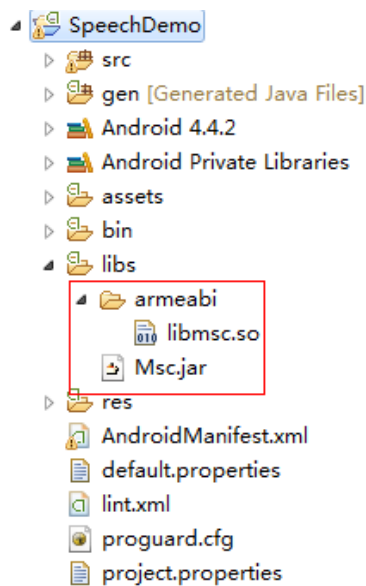 SpeechDemo
src
gen [Generated Java Files]
Android 4.4.2
Android Private Libraries
assets
bin
libs
armeabi
libmsc.so
Msc.jar
res
AndroidManifest.xml
default.properties
lint.xml
proguard.cfg
project.properties